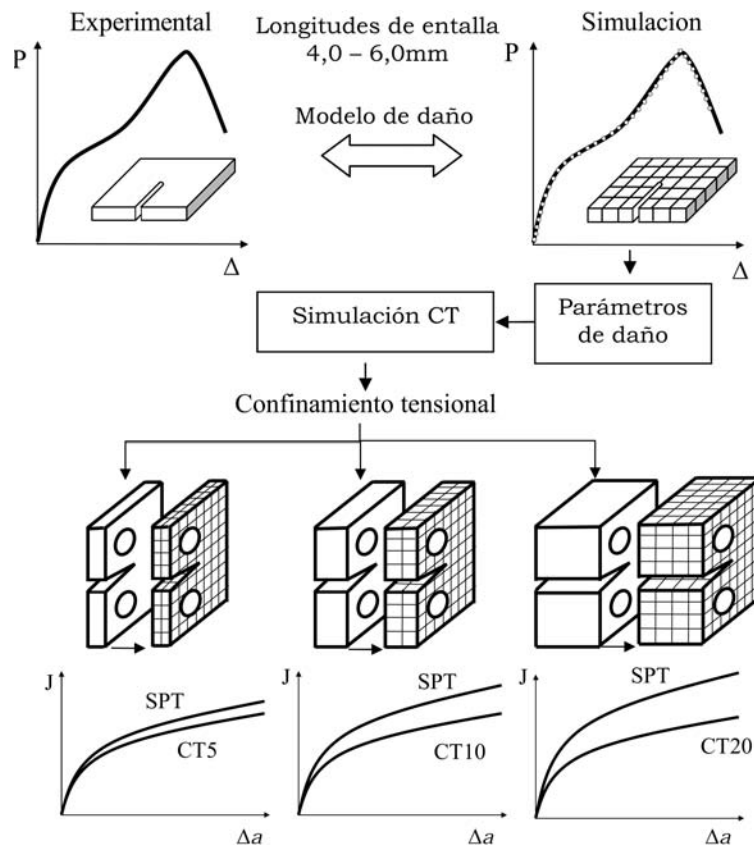 Experimental
Longitudes de entalla
4,0 – 6,0mm
Simulacion
P
P
Modelo de daño
Δ
Δ
Simulación CT
Parámetros
de daño
Confinamiento tensional
J
SPT
CT5
Δa
J
SPT
CT10
Δa
J
SPT
CT20
Δa